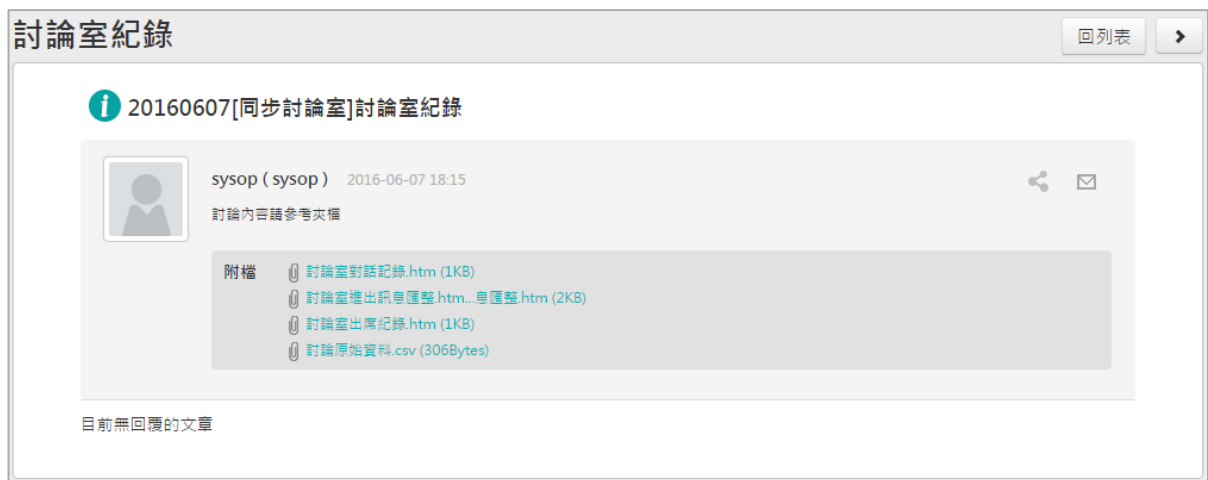 討論室紀錄
回列表
20160607[同步討論室]討論室紀錄
sysop ( sysop ) 2016-06-07 18:15
討論內容請參考夾檔
附檔 討論室對話記錄.htm (1KB)
討論室進出訊息匯整.htm...息匯整.htm (2KB)
討論室出席紀錄.htm (1KB)
討論原始資料.csv (306Bytes)
目前無回覆的文章